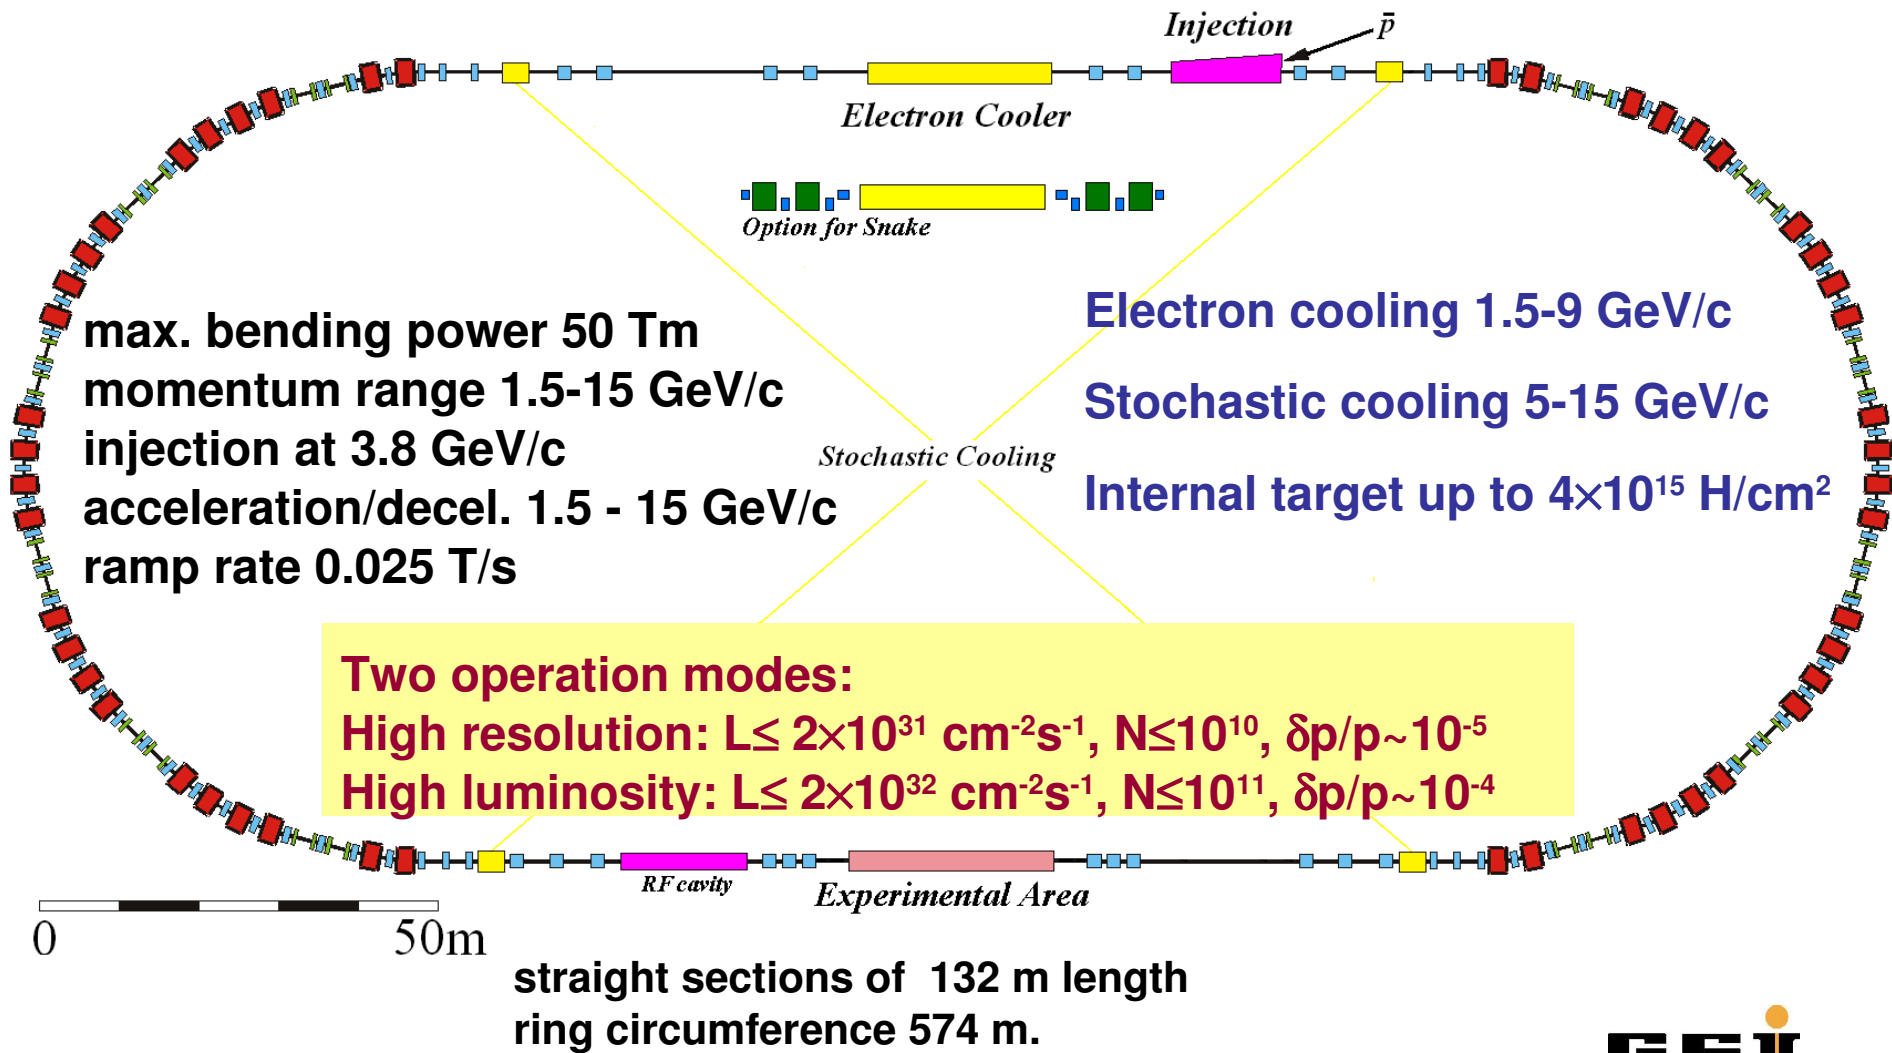 Injection
p̄
Electron Cooler
Option for Snake
max. bending power 50 Tm
momentum range 1.5-15 GeV/c
injection at 3.8 GeV/c
acceleration/decel. 1.5 - 15 GeV/c
ramp rate 0.025 T/s
Electron cooling 1.5-9 GeV/c
Stochastic cooling 5-15 GeV/c
Internal target up to 4×10¹⁵ H/cm²
Stochastic Cooling
Two operation modes:
High resolution: L≤ 2×10³¹ cm⁻²s⁻¹, N≤10¹⁰, δp/p~10⁻⁵
High luminosity: L≤ 2×10³² cm⁻²s⁻¹, N≤10¹¹, δp/p~10⁻⁴
RF cavity
Experimental Area
0 50m
straight sections of 132 m length
ring circumference 574 m.
GSI